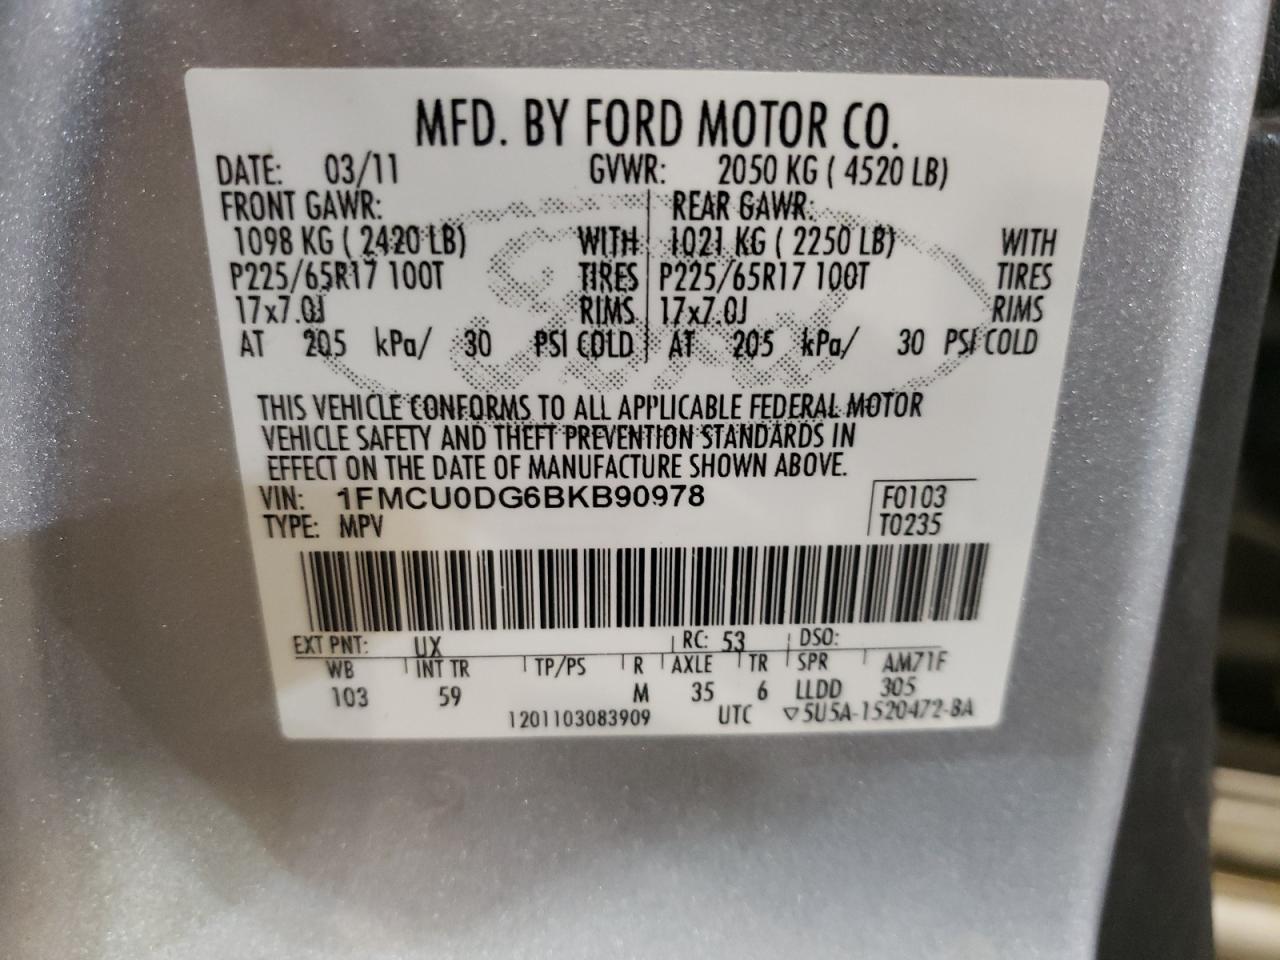 MFD. BY FORD MOTOR CO.
DATE: 03/11 GVWR: 2050 KG ( 4520 LB)
FRONT GAWR: REAR GAWR:
1098 KG ( 2420 LB) WITH 1021 KG ( 2250 LB) WITH
P225/65R17 100T TIRES P225/65R17 100T TIRES
17x7.0J RIMS 17x7.0J RIMS
AT 205 kPa/ 30 PSI COLD AT 205 kPa/ 30 PSI COLD
THIS VEHICLE CONFORMS TO ALL APPLICABLE FEDERAL MOTOR
VEHICLE SAFETY AND THEFT PREVENTION STANDARDS IN
EFFECT ON THE DATE OF MANUFACTURE SHOWN ABOVE.
VIN: 1FMCU0DG6BKB90978 F0103
TYPE: MPV T0235
EXT PNT: UX RC: 53 DSO:
WB INT TR TP/PS R AXLE TR SPR AM71F
103 59 M 35 6 LLDD 305
1201103083909 UTC ▽5U5A-1520472-BA